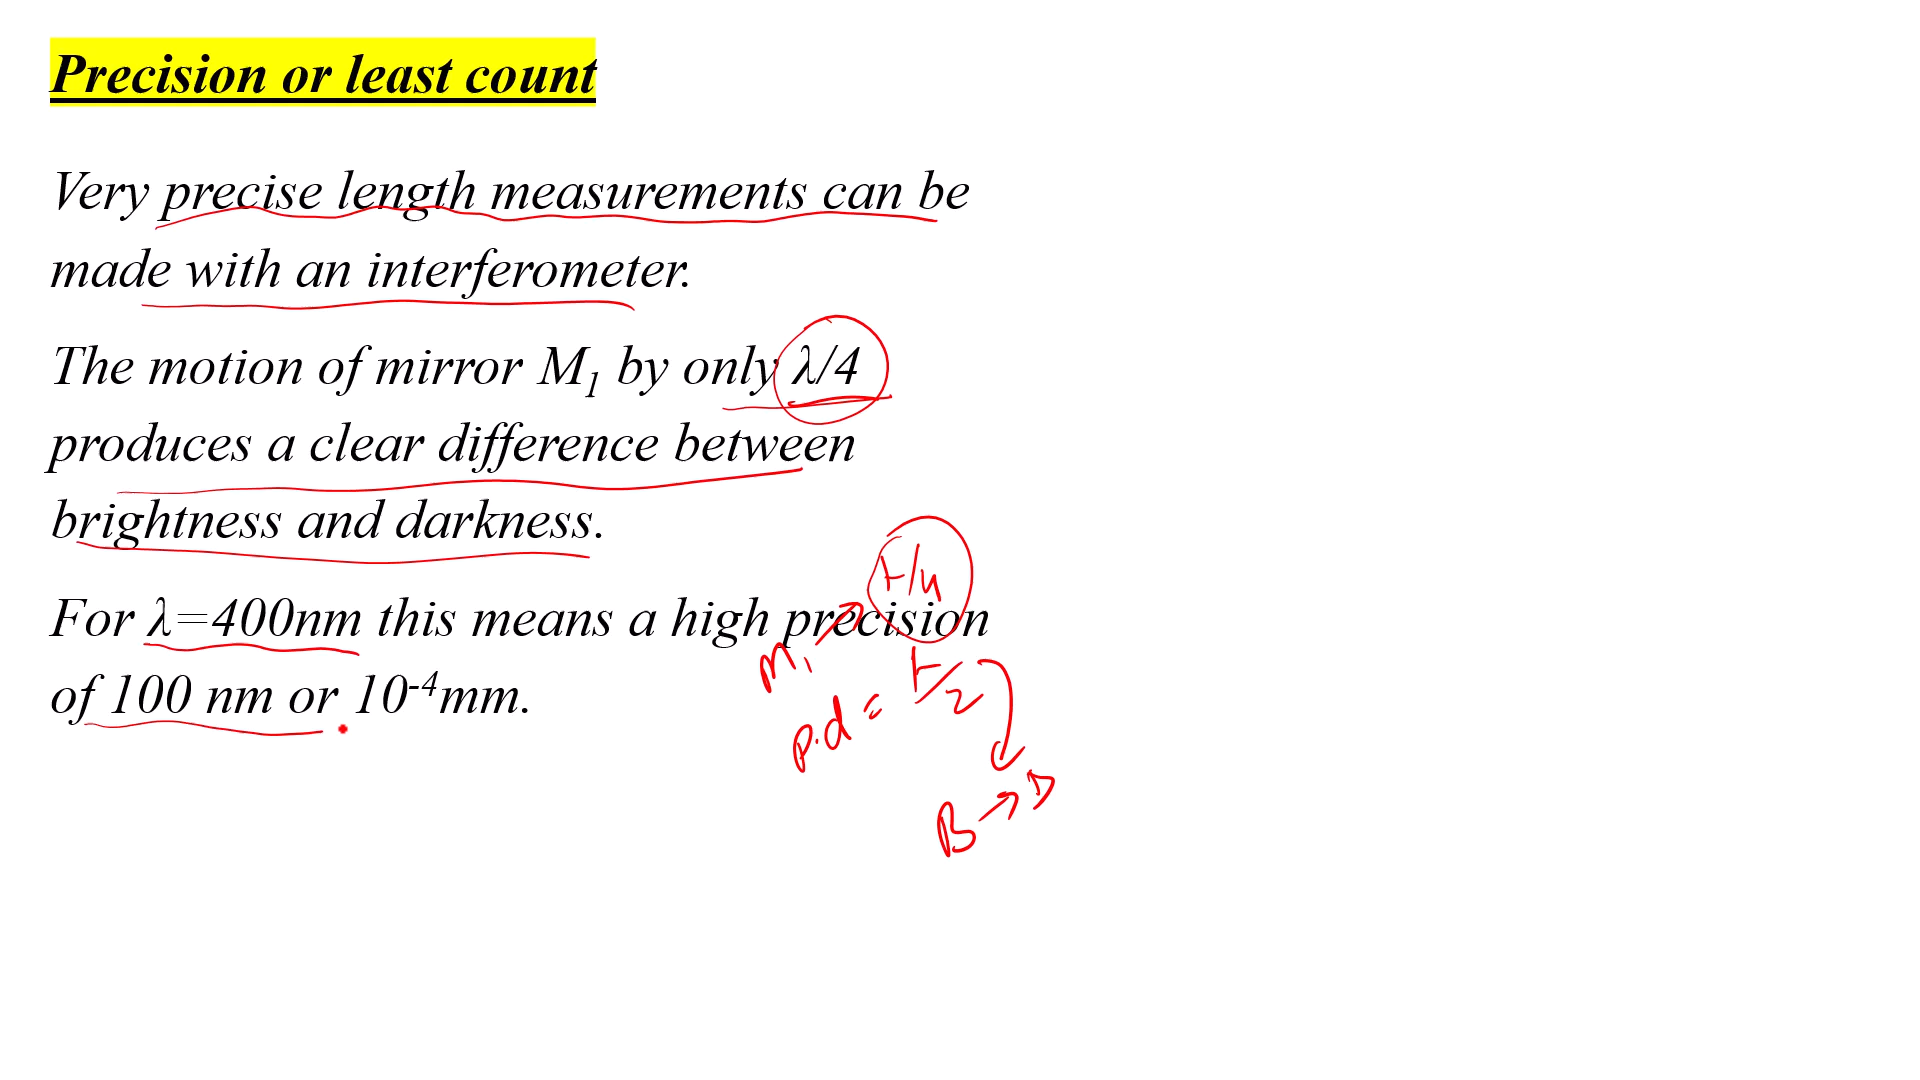 Precision or least count
Very precise length measurements can be
made with an interferometer.
The motion of mirror M₁ by only λ/4
produces a clear difference between
brightness and darkness.
For λ=400nm this means a high precision
of 100 nm or 10⁻⁴mm.
M₁ → λ/4
p.d = λ/2
B → D